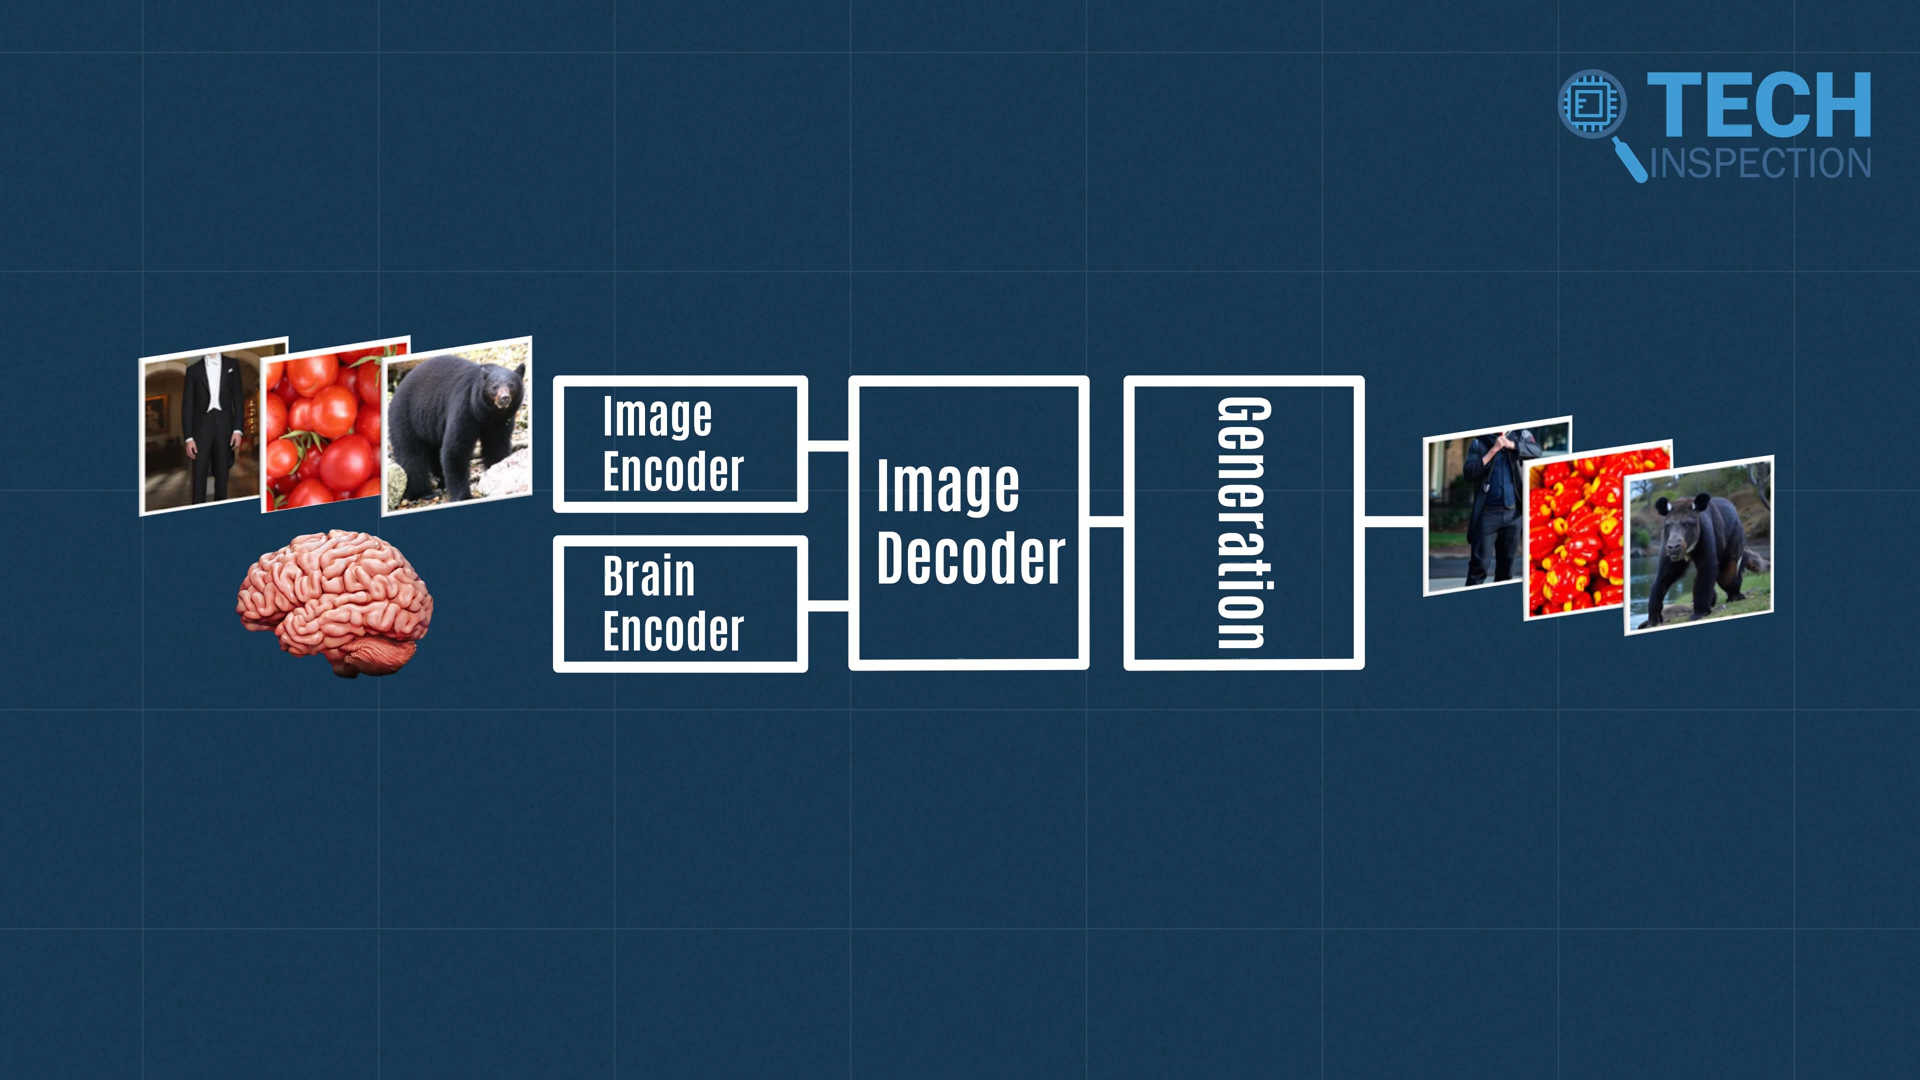 TECH
INSPECTION
Image
Encoder
Brain
Encoder
Image
Decoder
Generation